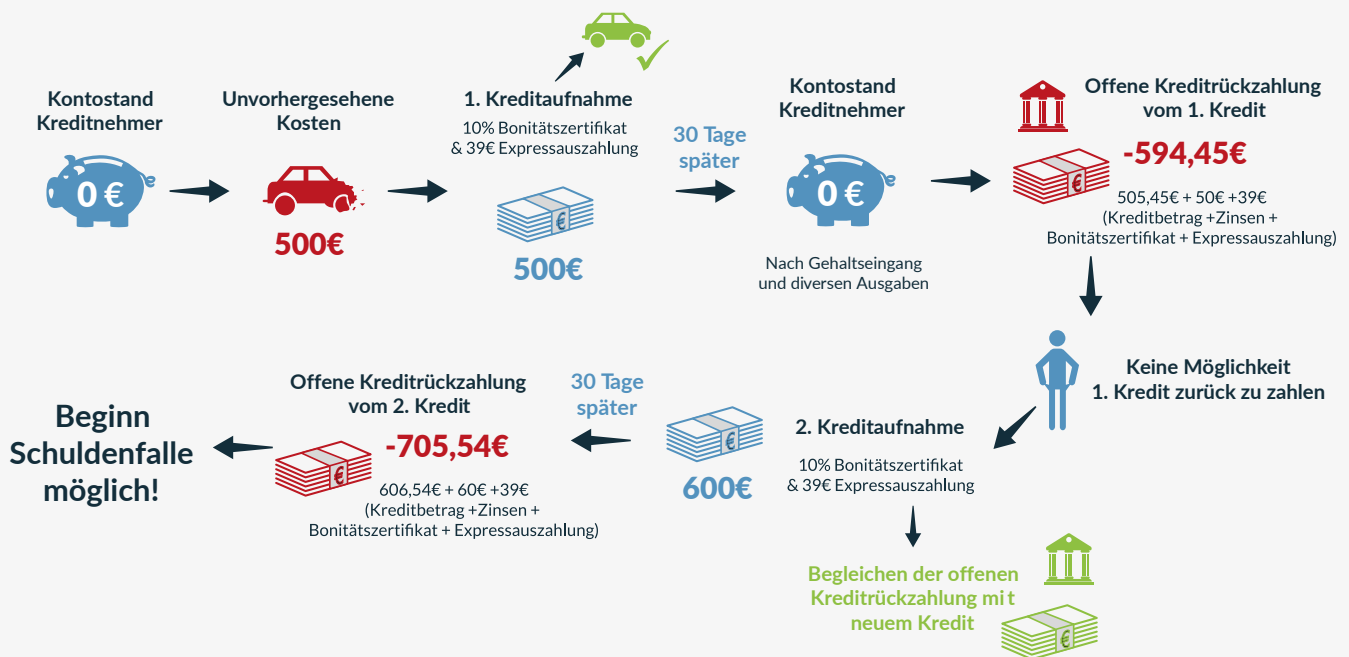 Kontostand
Kreditnehmer
0 €
Unvorhergesehene
Kosten
500€
1. Kreditaufnahme
10% Bonitätszertifikat
& 39€ Expressauszahlung
€
500€
30 Tage
später
Kontostand
Kreditnehmer
0 €
Nach Gehaltseingang
und diversen Ausgaben
Offene Kreditrückzahlung
vom 1. Kredit
-594,45€
€
505,45€ + 50€ +39€
(Kreditbetrag +Zinsen +
Bonitätszertifikat + Expressauszahlung)
Keine Möglichkeit
1. Kredit zurück zu zahlen
2. Kreditaufnahme
10% Bonitätszertifikat
& 39€ Expressauszahlung
€
600€
Begleichen der offenen
Kreditrückzahlung mit
neuem Kredit
€
30 Tage
später
Offene Kreditrückzahlung
vom 2. Kredit
-705,54€
€
606,54€ + 60€ +39€
(Kreditbetrag +Zinsen +
Bonitätszertifikat + Expressauszahlung)
Beginn
Schuldenfalle
möglich!